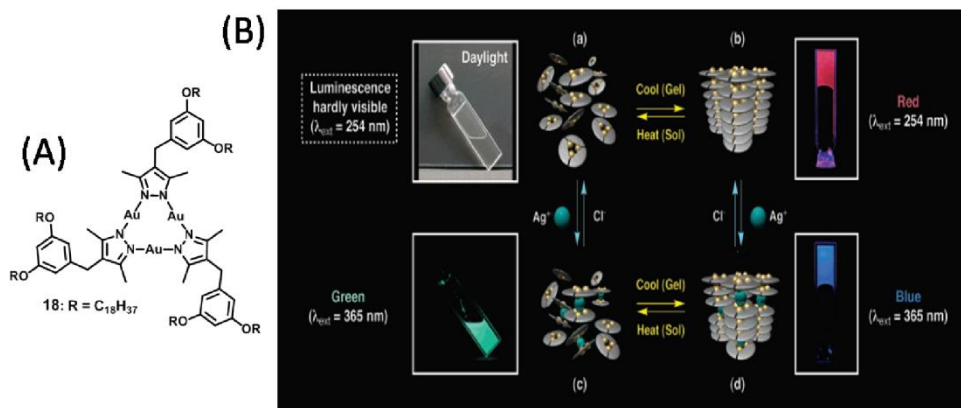 (A)
OR
OR
Au
Au
Au
N
N
N
N
N
N
RO
RO
RO
OR
18: R = C₁₈H₃₇
(B)
Luminescence
hardly visible
(λext = 254 nm)
Daylight
(a)
Cool (Gel)
Heat (Sol)
(b)
Red
(λext = 254 nm)
Ag⁺
Cl⁻
Cl⁻
Ag⁺
Green
(λext = 365 nm)
(c)
Cool (Gel)
Heat (Sol)
(d)
Blue
(λext = 365 nm)